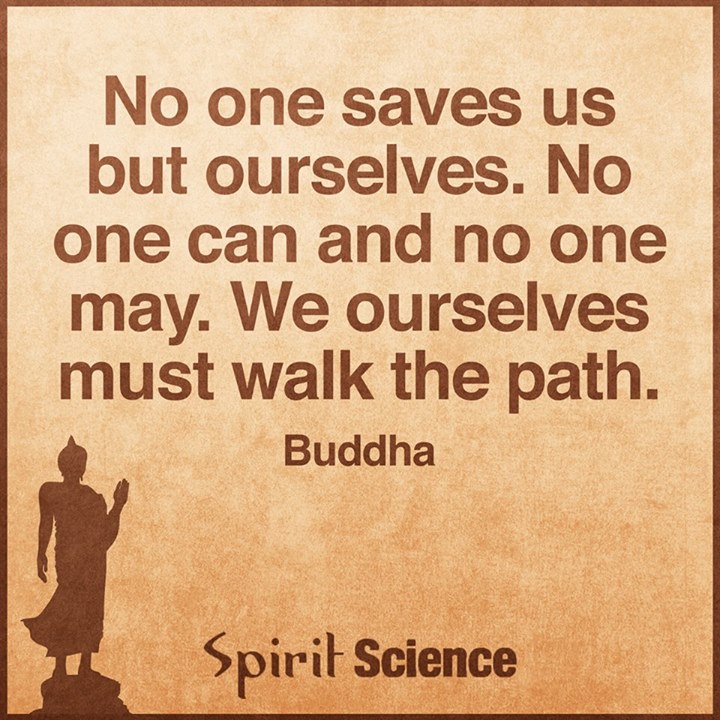 No one saves us
but ourselves. No
one can and no one
may. We ourselves
must walk the path.
Buddha
Spirit Science